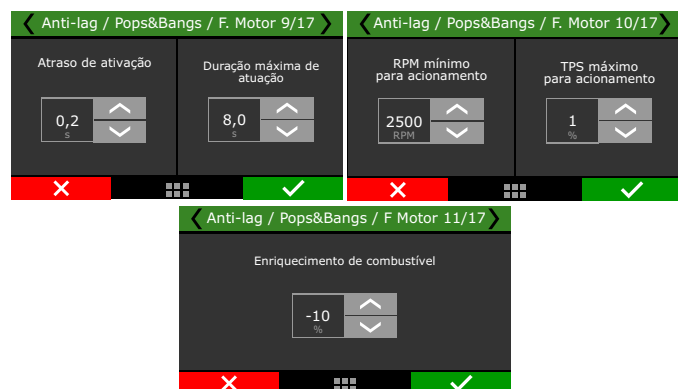 Anti-lag / Pops&Bangs / F. Motor 9/17
Atraso de ativação
0,2
s
Duração máxima de
atuação
8,0
s
Anti-lag / Pops&Bangs / F. Motor 10/17
RPM mínimo
para acionamento
2500
RPM
TPS máximo
para acionamento
1
%
Anti-lag / Pops&Bangs / F Motor 11/17
Enriquecimento de combustível
-10
%